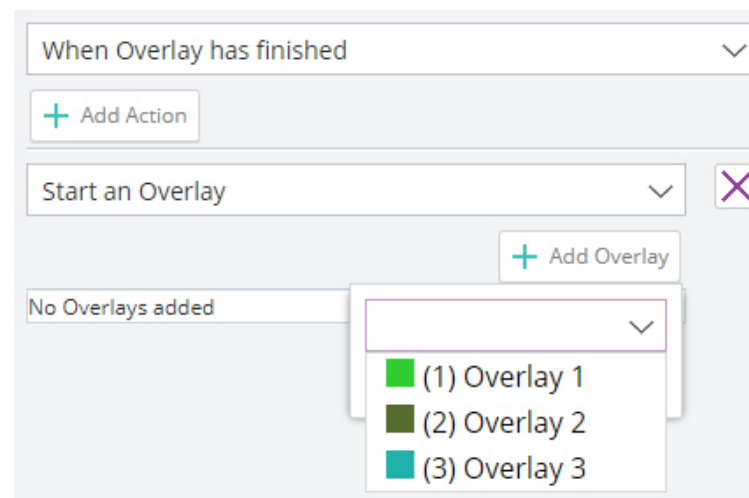 When Overlay has finished
Add Action
Start an Overlay
Add Overlay
No Overlays added
(1) Overlay 1
(2) Overlay 2
(3) Overlay 3